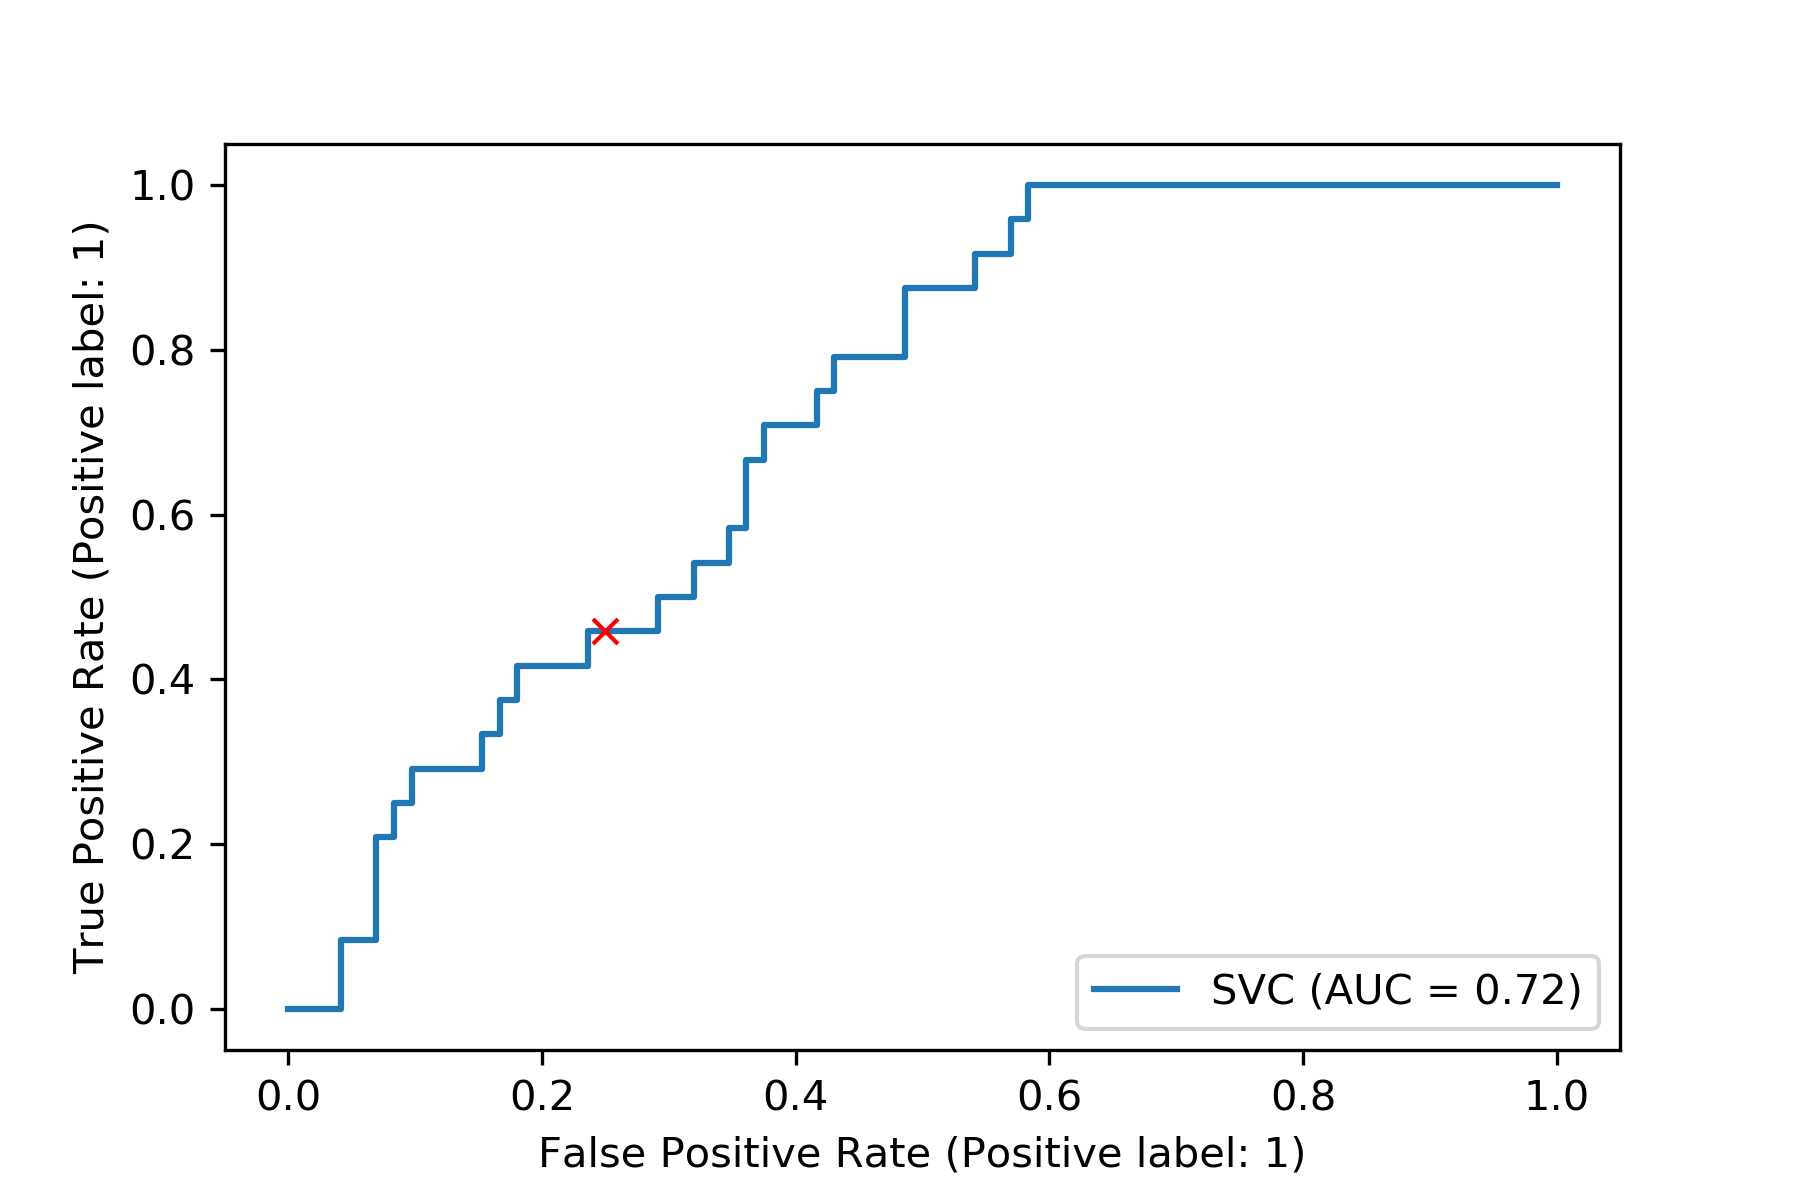 True Positive Rate (Positive label: 1)
1.0
0.8
0.6
0.4
0.2
0.0
SVC (AUC = 0.72)
0.0 0.2 0.4 0.6 0.8 1.0
False Positive Rate (Positive label: 1)